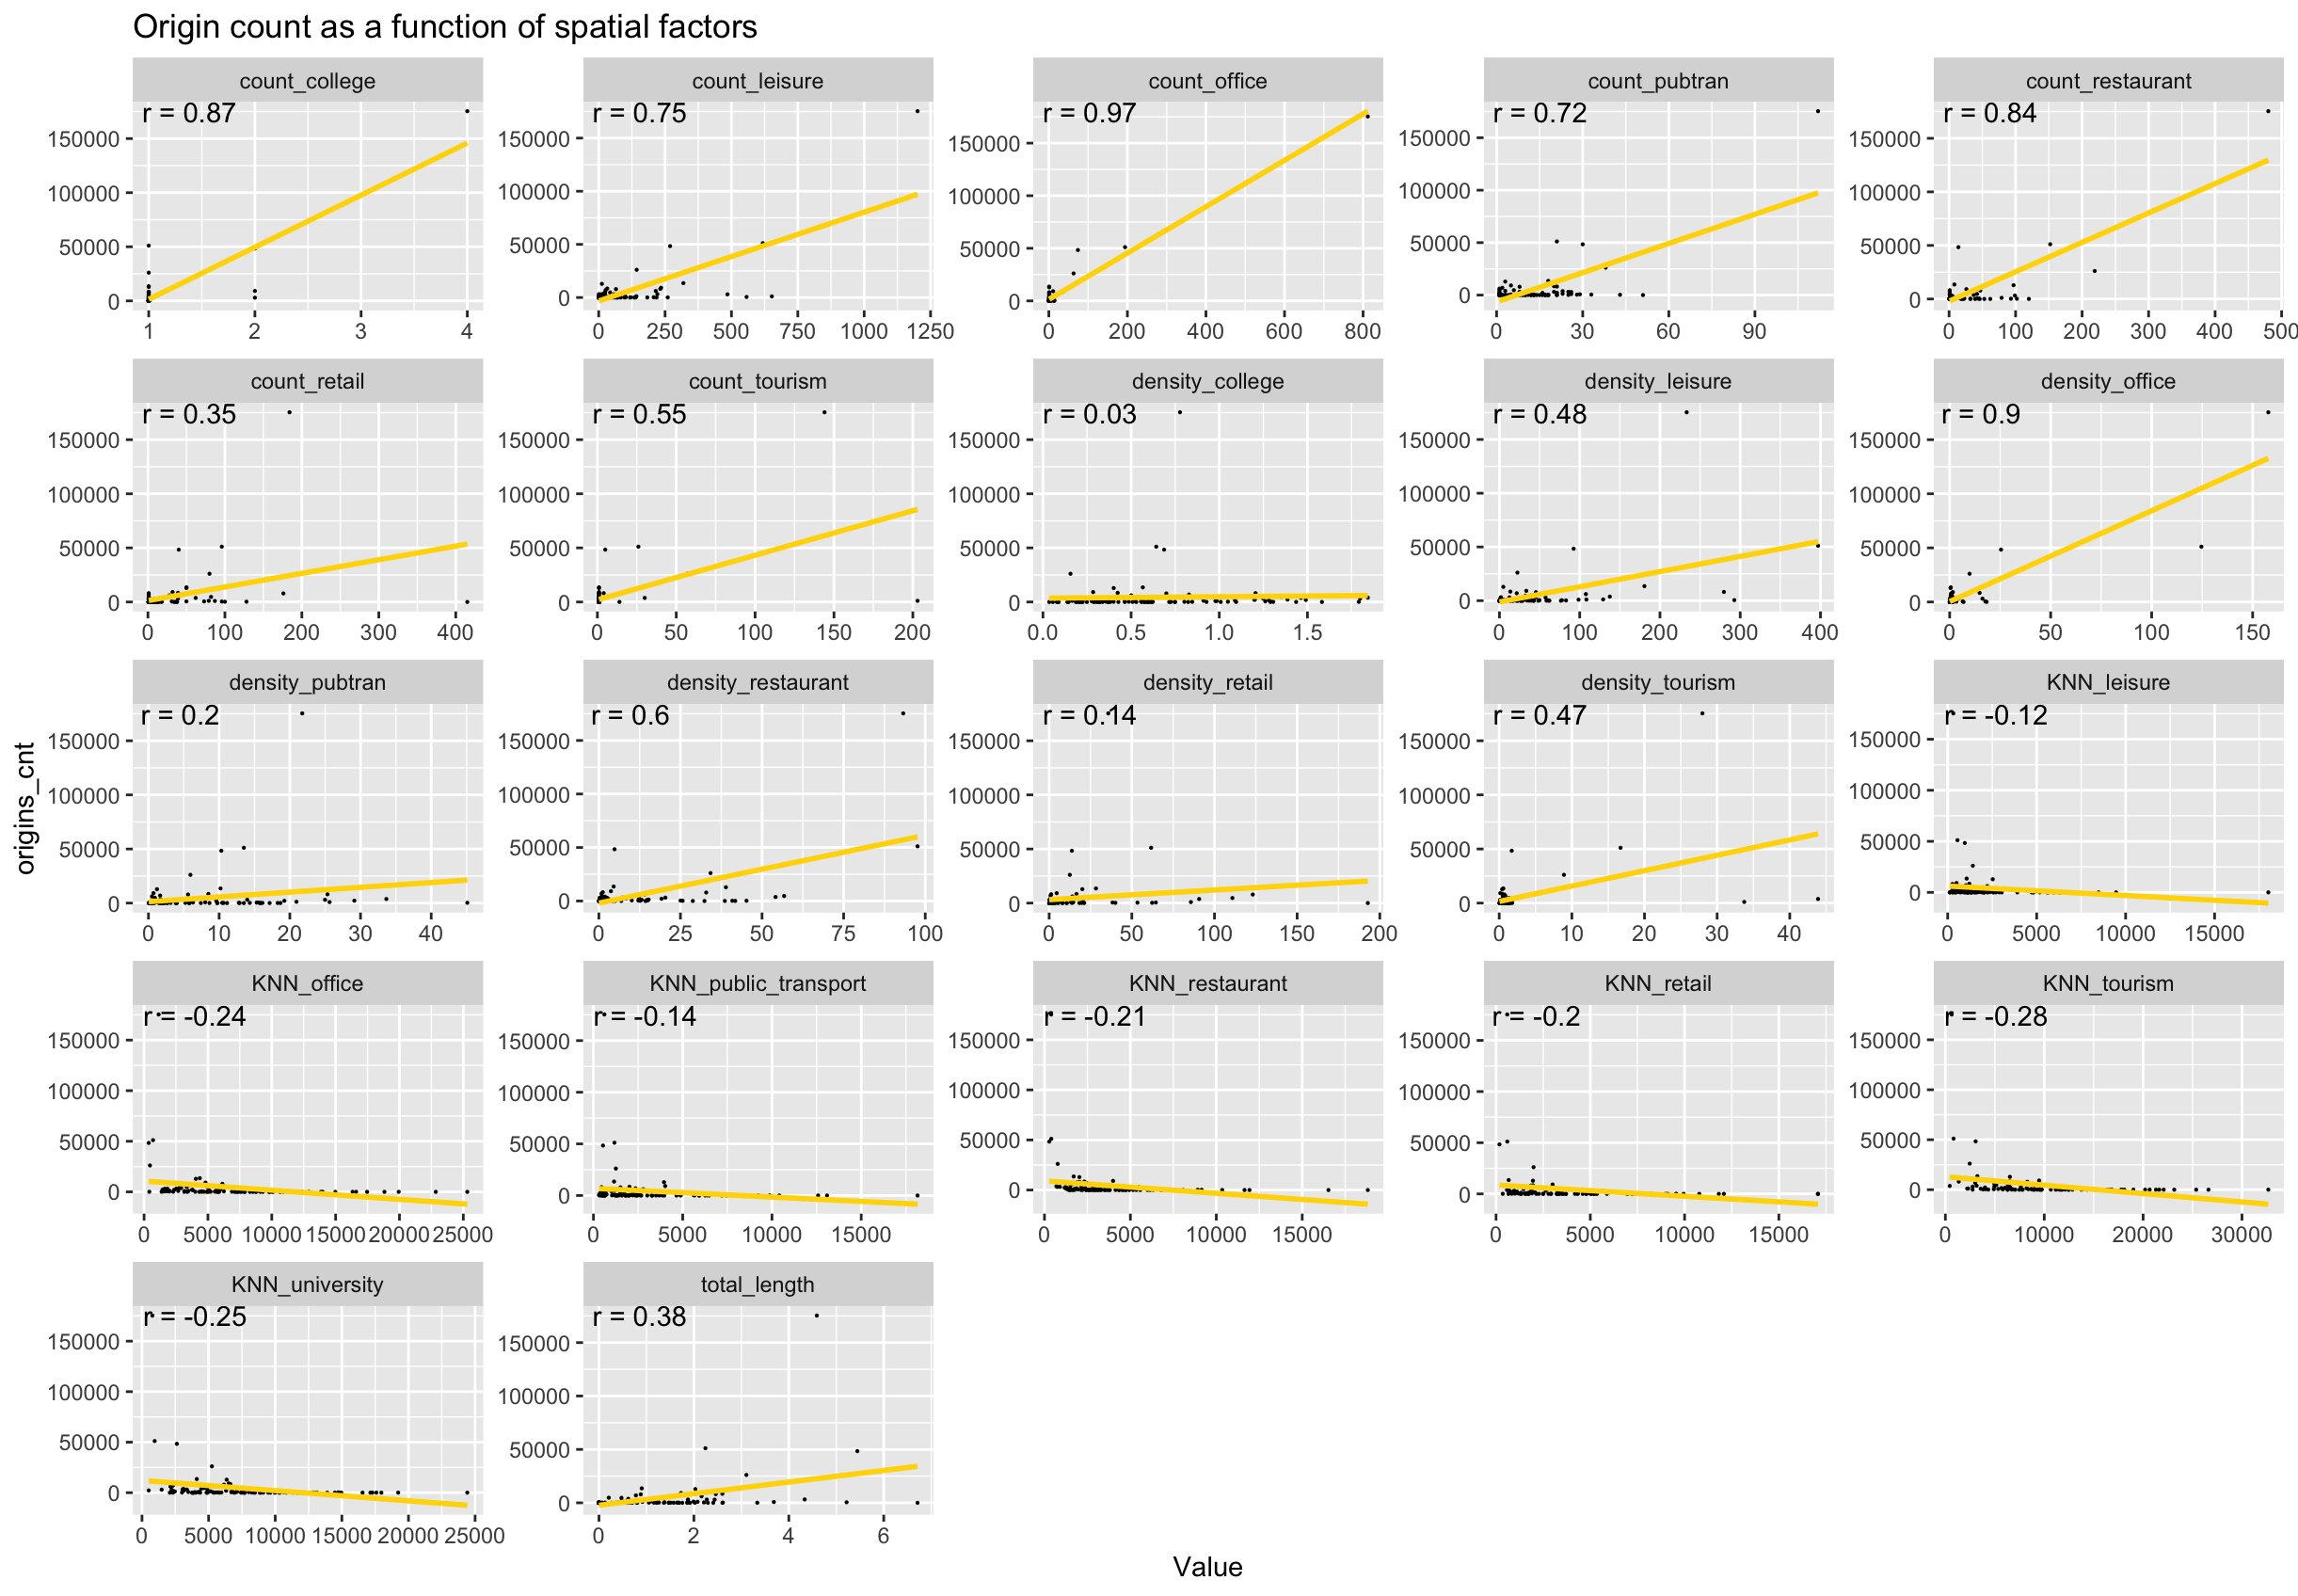 Origin count as a function of spatial factors
count_college count_leisure count_office count_pubtran count_restaurant
r = 0.87 r = 0.75 r = 0.97 r = 0.72 r = 0.84
150000 150000 150000 150000 150000
100000 100000 100000 100000 100000
50000 50000 50000 50000 50000
0 0 0 0 0
1 2 3 4 0 250 500 750 1000 1250 0 200 400 600 800 0 30 60 90 0 100 200 300 400 500
count_retail count_tourism density_college density_leisure density_office
r = 0.35 r = 0.55 r = 0.03 r = 0.48 r = 0.9
150000 150000 150000 150000 150000
100000 100000 100000 100000 100000
50000 50000 50000 50000 50000
0 0 0 0 0
0 100 200 300 400 0 50 100 150 200 0.0 0.5 1.0 1.5 0 100 200 300 400 0 50 100 150
density_pubtran density_restaurant density_retail density_tourism KNN_leisure
r = 0.2 r = 0.6 r = 0.14 r = 0.47 r = -0.12
150000 150000 150000 150000 150000
100000 100000 100000 100000 100000
50000 50000 50000 50000 50000
0 0 0 0 0
0 10 20 30 40 0 25 50 75 100 0 50 100 150 200 0 10 20 30 40 0 5000 10000 15000
origins_cnt
KNN_office KNN_public_transport KNN_restaurant KNN_retail KNN_tourism
r = -0.24 r = -0.14 r = -0.21 r = -0.2 r = -0.28
150000 150000 150000 150000 150000
100000 100000 100000 100000 100000
50000 50000 50000 50000 50000
0 0 0 0 0
0 5000 10000 15000 20000 25000 0 5000 10000 15000 0 5000 10000 15000 0 5000 10000 15000 0 10000 20000 30000
KNN_university total_length
r = -0.25 r = 0.38
150000 150000
100000 100000
50000 50000
0 0
0 5000 10000 15000 20000 25000 0 2 4 6
Value